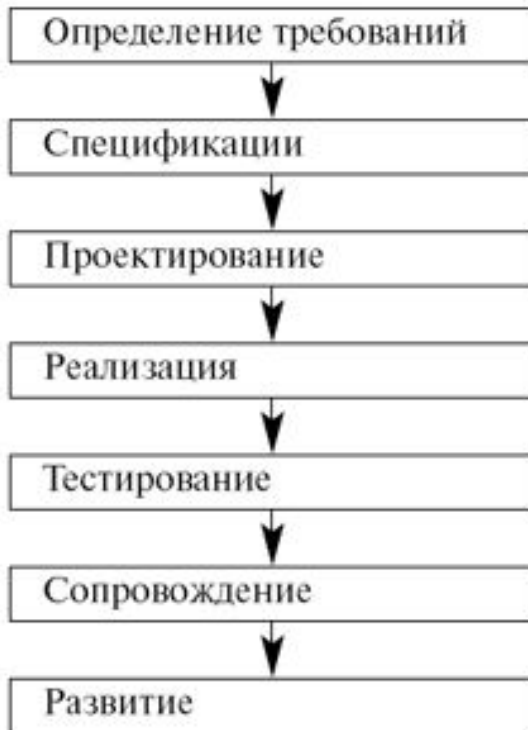 Определение требований
Спецификации
Проектирование
Реализация
Тестирование
Сопровождение
Развитие